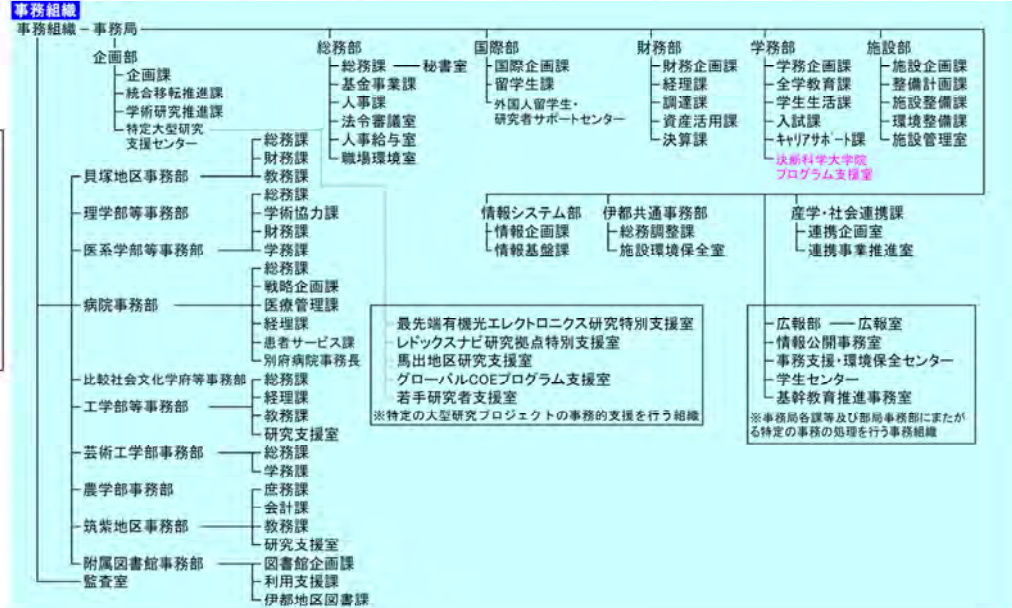 事務組織
事務組織 - 事務局
企画部
企画課
統合移転推進課
学術研究推進課
特定大型研究
支援センター
総務部
総務課 秘書室
基金事業課
人事課
法令審議室
人事給与室
職場環境室
国際部
国際企画課
留学生課
外国人留学生・
研究者サポートセンター
財務部
財務企画課
経理課
調達課
資産活用課
決算課
学務部
学務企画課
全学教育課
学生生活課
入試課
キャリアサポート課
決断科学大学院
プログラム支援室
施設部
施設企画課
整備計画課
施設整備課
環境整備課
施設管理室
情報システム部
情報企画課
情報基盤課
伊都共通事務部
総務調整課
施設環境保全室
産学・社会連携課
連携企画室
連携事業推進室
貝塚地区事務部
総務課
財務課
教務課
理学部等事務部
医系学部等事務部
総務課
学術協力課
財務課
学務課
病院事務部
総務課
戦略企画課
医療管理課
経理課
患者サービス課
別府病院事務長
比較社会文化学府等事務部
工学部等事務部
総務課
経理課
教務課
研究支援室
芸術工学部事務部
総務課
学務課
農学部事務部
筑紫地区事務部
庶務課
会計課
教務課
研究支援室
附属図書館事務部
図書館企画課
利用支援課
伊都地区図書課
監査室
最先端有機光エレクトロニクス研究特別支援室
レドックスナビ研究拠点特別支援室
馬出地区研究支援室
グローバルCOEプログラム支援室
若手研究者支援室
※特定の大型研究プロジェクトの事務的支援を行う組織
広報部 広報室
情報公開事務室
事務支援・環境保全センター
学生センター
基幹教育推進事務室
※事務局各課等及び部局事務部にまたが
る特定の事務の処理を行う事務組織